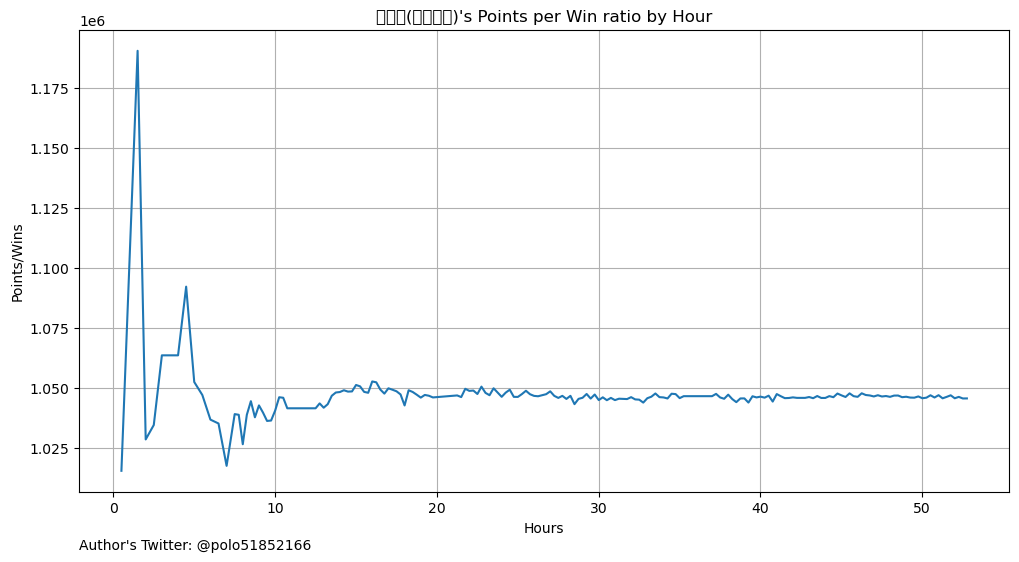 1e6
□□□(□□□□)'s Points per Win ratio by Hour
1.175
1.150
1.125
1.100
1.075
1.050
1.025
Points/Wins
0 10 20 30 40 50
Hours
Author's Twitter: @polo51852166